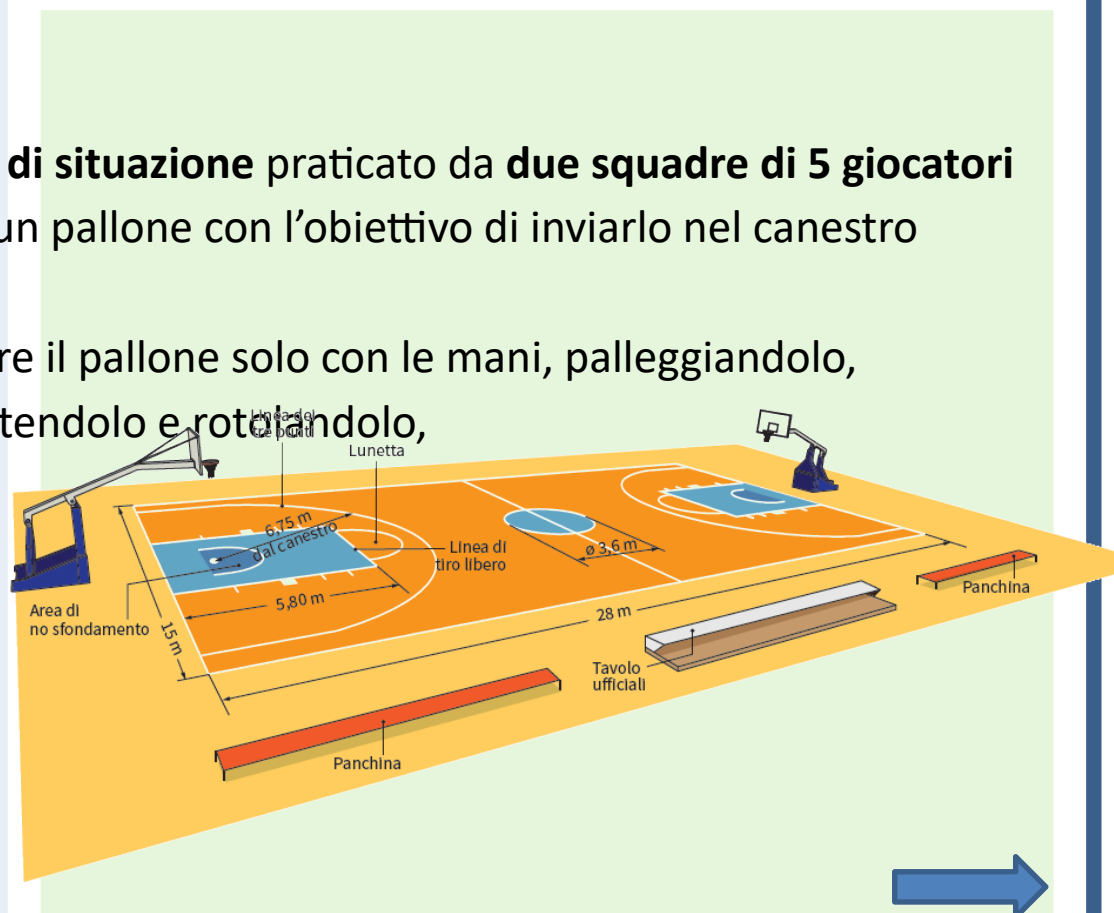 di situazione praticato da due squadre di 5 giocatori
un pallone con l’obiettivo di inviarlo nel canestro
re il pallone solo con le mani, palleggiandolo,
tendolo e rotolandolo,
Linea dei
tre punti
Lunetta
6,75 m
dal canestro
Linea di
tiro libero
ø 3,6 m
5,80 m
Area di
no sfondamento
15 m
28 m
Panchina
Tavolo
ufficiali
Panchina